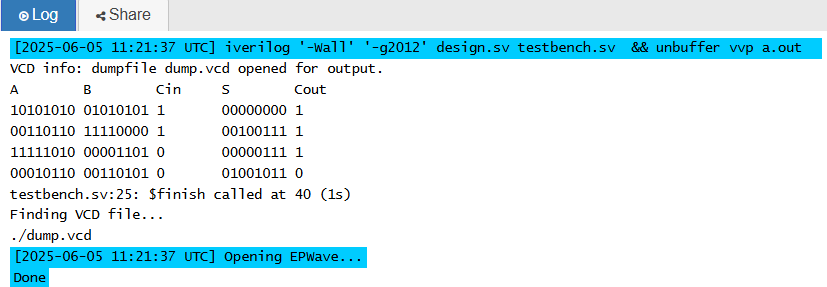 Log Share
[2025-06-05 11:21:37 UTC] iverilog '-Wall' '-g2012' design.sv testbench.sv && unbuffer vvp a.out
VCD info: dumpfile dump.vcd opened for output.
A B Cin S Cout
10101010 01010101 1 00000000 1
00110110 11110000 1 00100111 1
11111010 00001101 0 00000111 1
00010110 00110101 0 01001011 0
testbench.sv:25: $finish called at 40 (1s)
Finding VCD file...
./dump.vcd
[2025-06-05 11:21:37 UTC] Opening EPWave...
Done